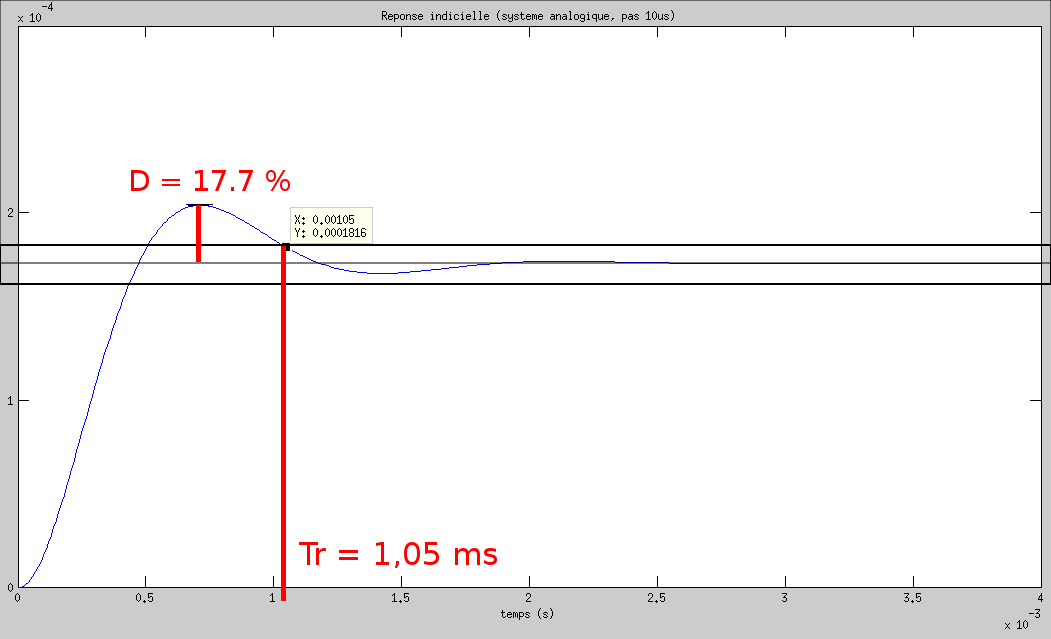 x 10⁻⁴
Reponse indicielle (systeme analogique, pas 10us)
D = 17.7 %
2
X: 0.00105
Y: 0.0001816
1
Tr = 1,05 ms
0
0 0.5 1 1.5 2 2.5 3 3.5 4
temps (s)
x 10⁻³